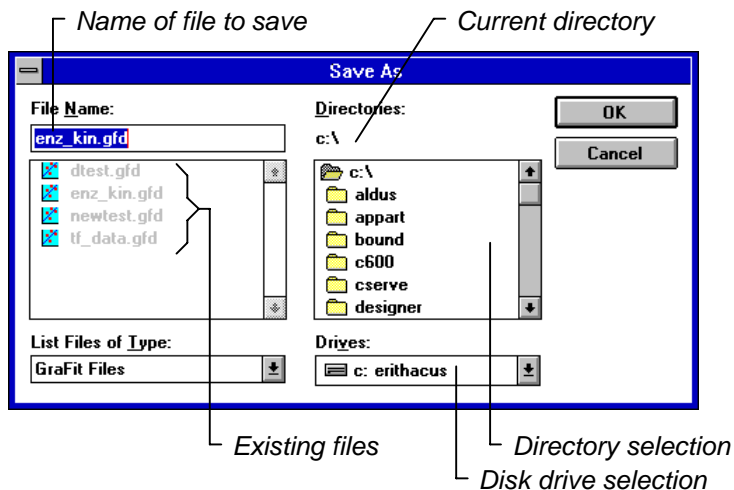 Name of file to save
Current directory
Save As
File Name:
Directories:
OK
enz_kin.gfd
c:\
Cancel
dtest.gfd
enz_kin.gfd
newtest.gfd
tf_data.gfd
c:\
aldus
appart
bound
c600
cserve
designer
List Files of Type:
Drives:
GraFit Files
c: erithacus
Existing files
Directory selection
Disk drive selection